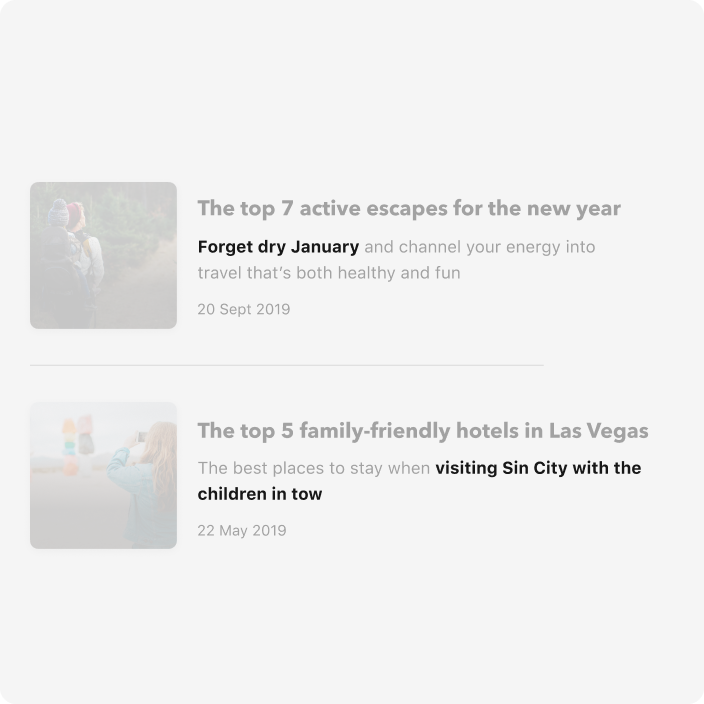 The top 7 active escapes for the new year
Forget dry January and channel your energy into
travel that’s both healthy and fun
20 Sept 2019
The top 5 family-friendly hotels in Las Vegas
The best places to stay when visiting Sin City with the
children in tow
22 May 2019